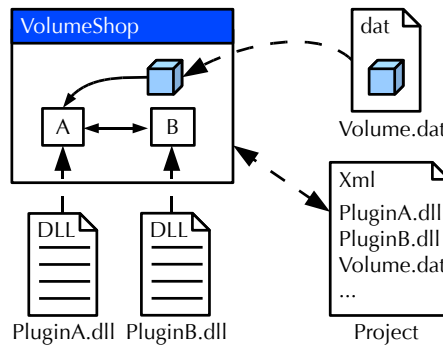 VolumeShop
dat
A
B
Volume.dat
Xml
PluginA.dll
PluginB.dll
Volume.dat
...
DLL
DLL
PluginA.dll
PluginB.dll
Project